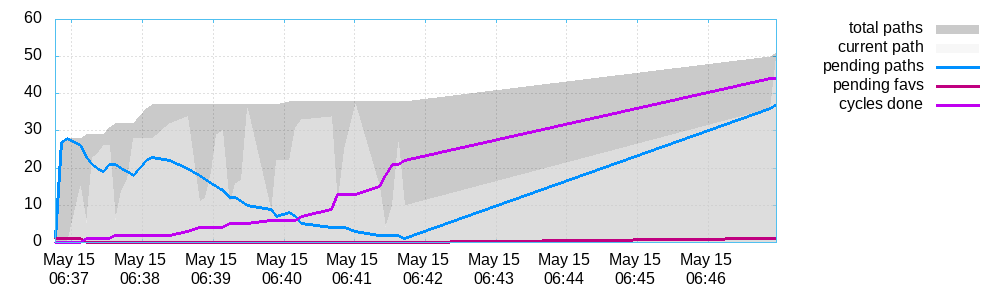 60
50
40
30
20
10
0
May 15 May 15 May 15 May 15 May 15 May 15 May 15 May 15 May 15 May 15
06:37 06:38 06:39 06:40 06:41 06:42 06:43 06:44 06:45 06:46
total paths
current path
pending paths
pending favs
cycles done